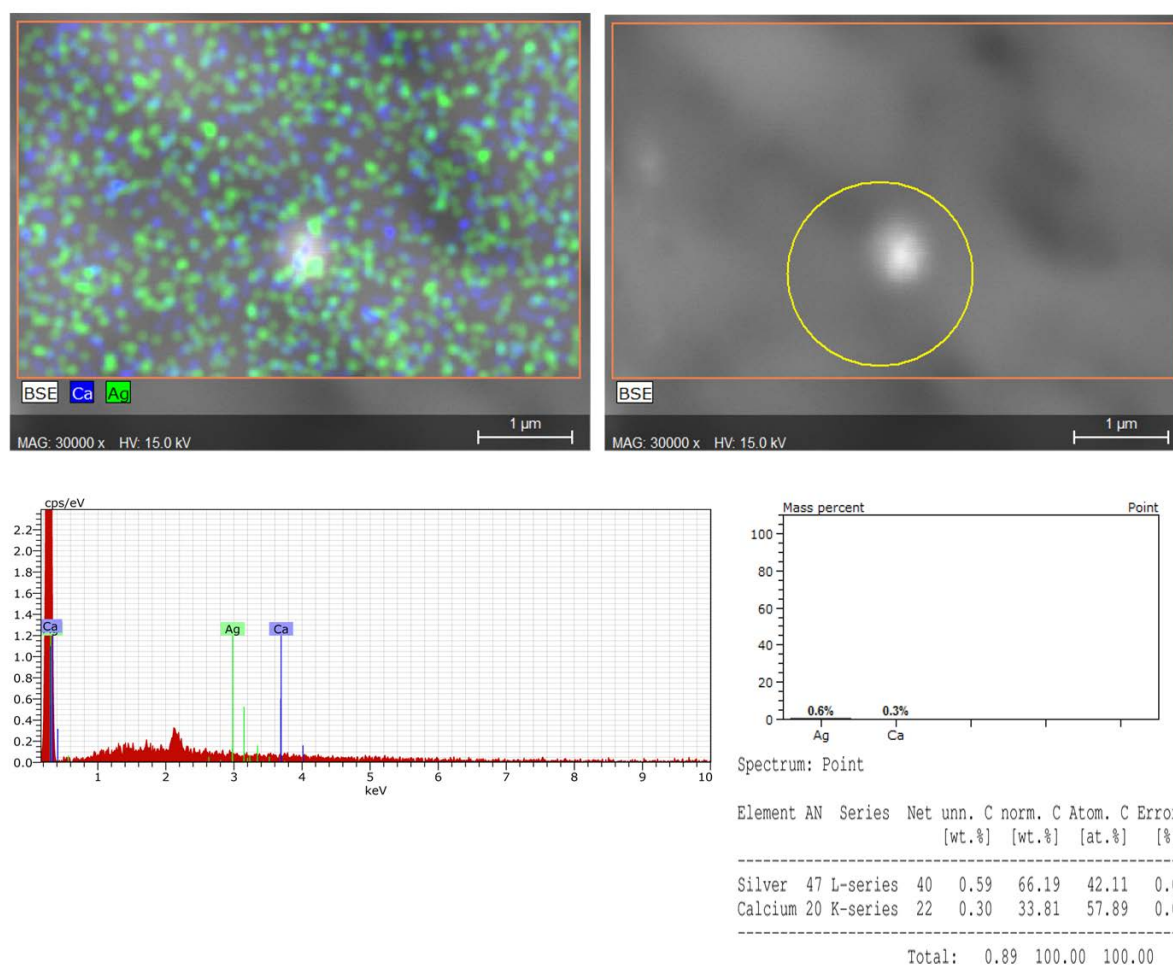 BSE Ca Ag
MAG: 30000 x HV: 15.0 kV
1 µm
BSE
MAG: 30000 x HV: 15.0 kV
1 µm
cps/eV
2.2
2.0
1.8
1.6
1.4
1.2
1.0
0.8
0.6
0.4
0.2
0.0
Ca
Ag
Ca
1 2 3 4 5 6 7 8 9 10
keV
Mass percent Point
100
80
60
40
20
0
0.6% 0.3%
Ag Ca
Spectrum: Point
Element AN Series Net unn. C norm. C Atom. C
[wt.%] [wt.%] [at.%] [%
Silver 47 L-series 40 0.59 66.19 42.11
Calcium 20 K-series 22 0.30 33.81 57.89
Total: 0.89 100.00 100.00